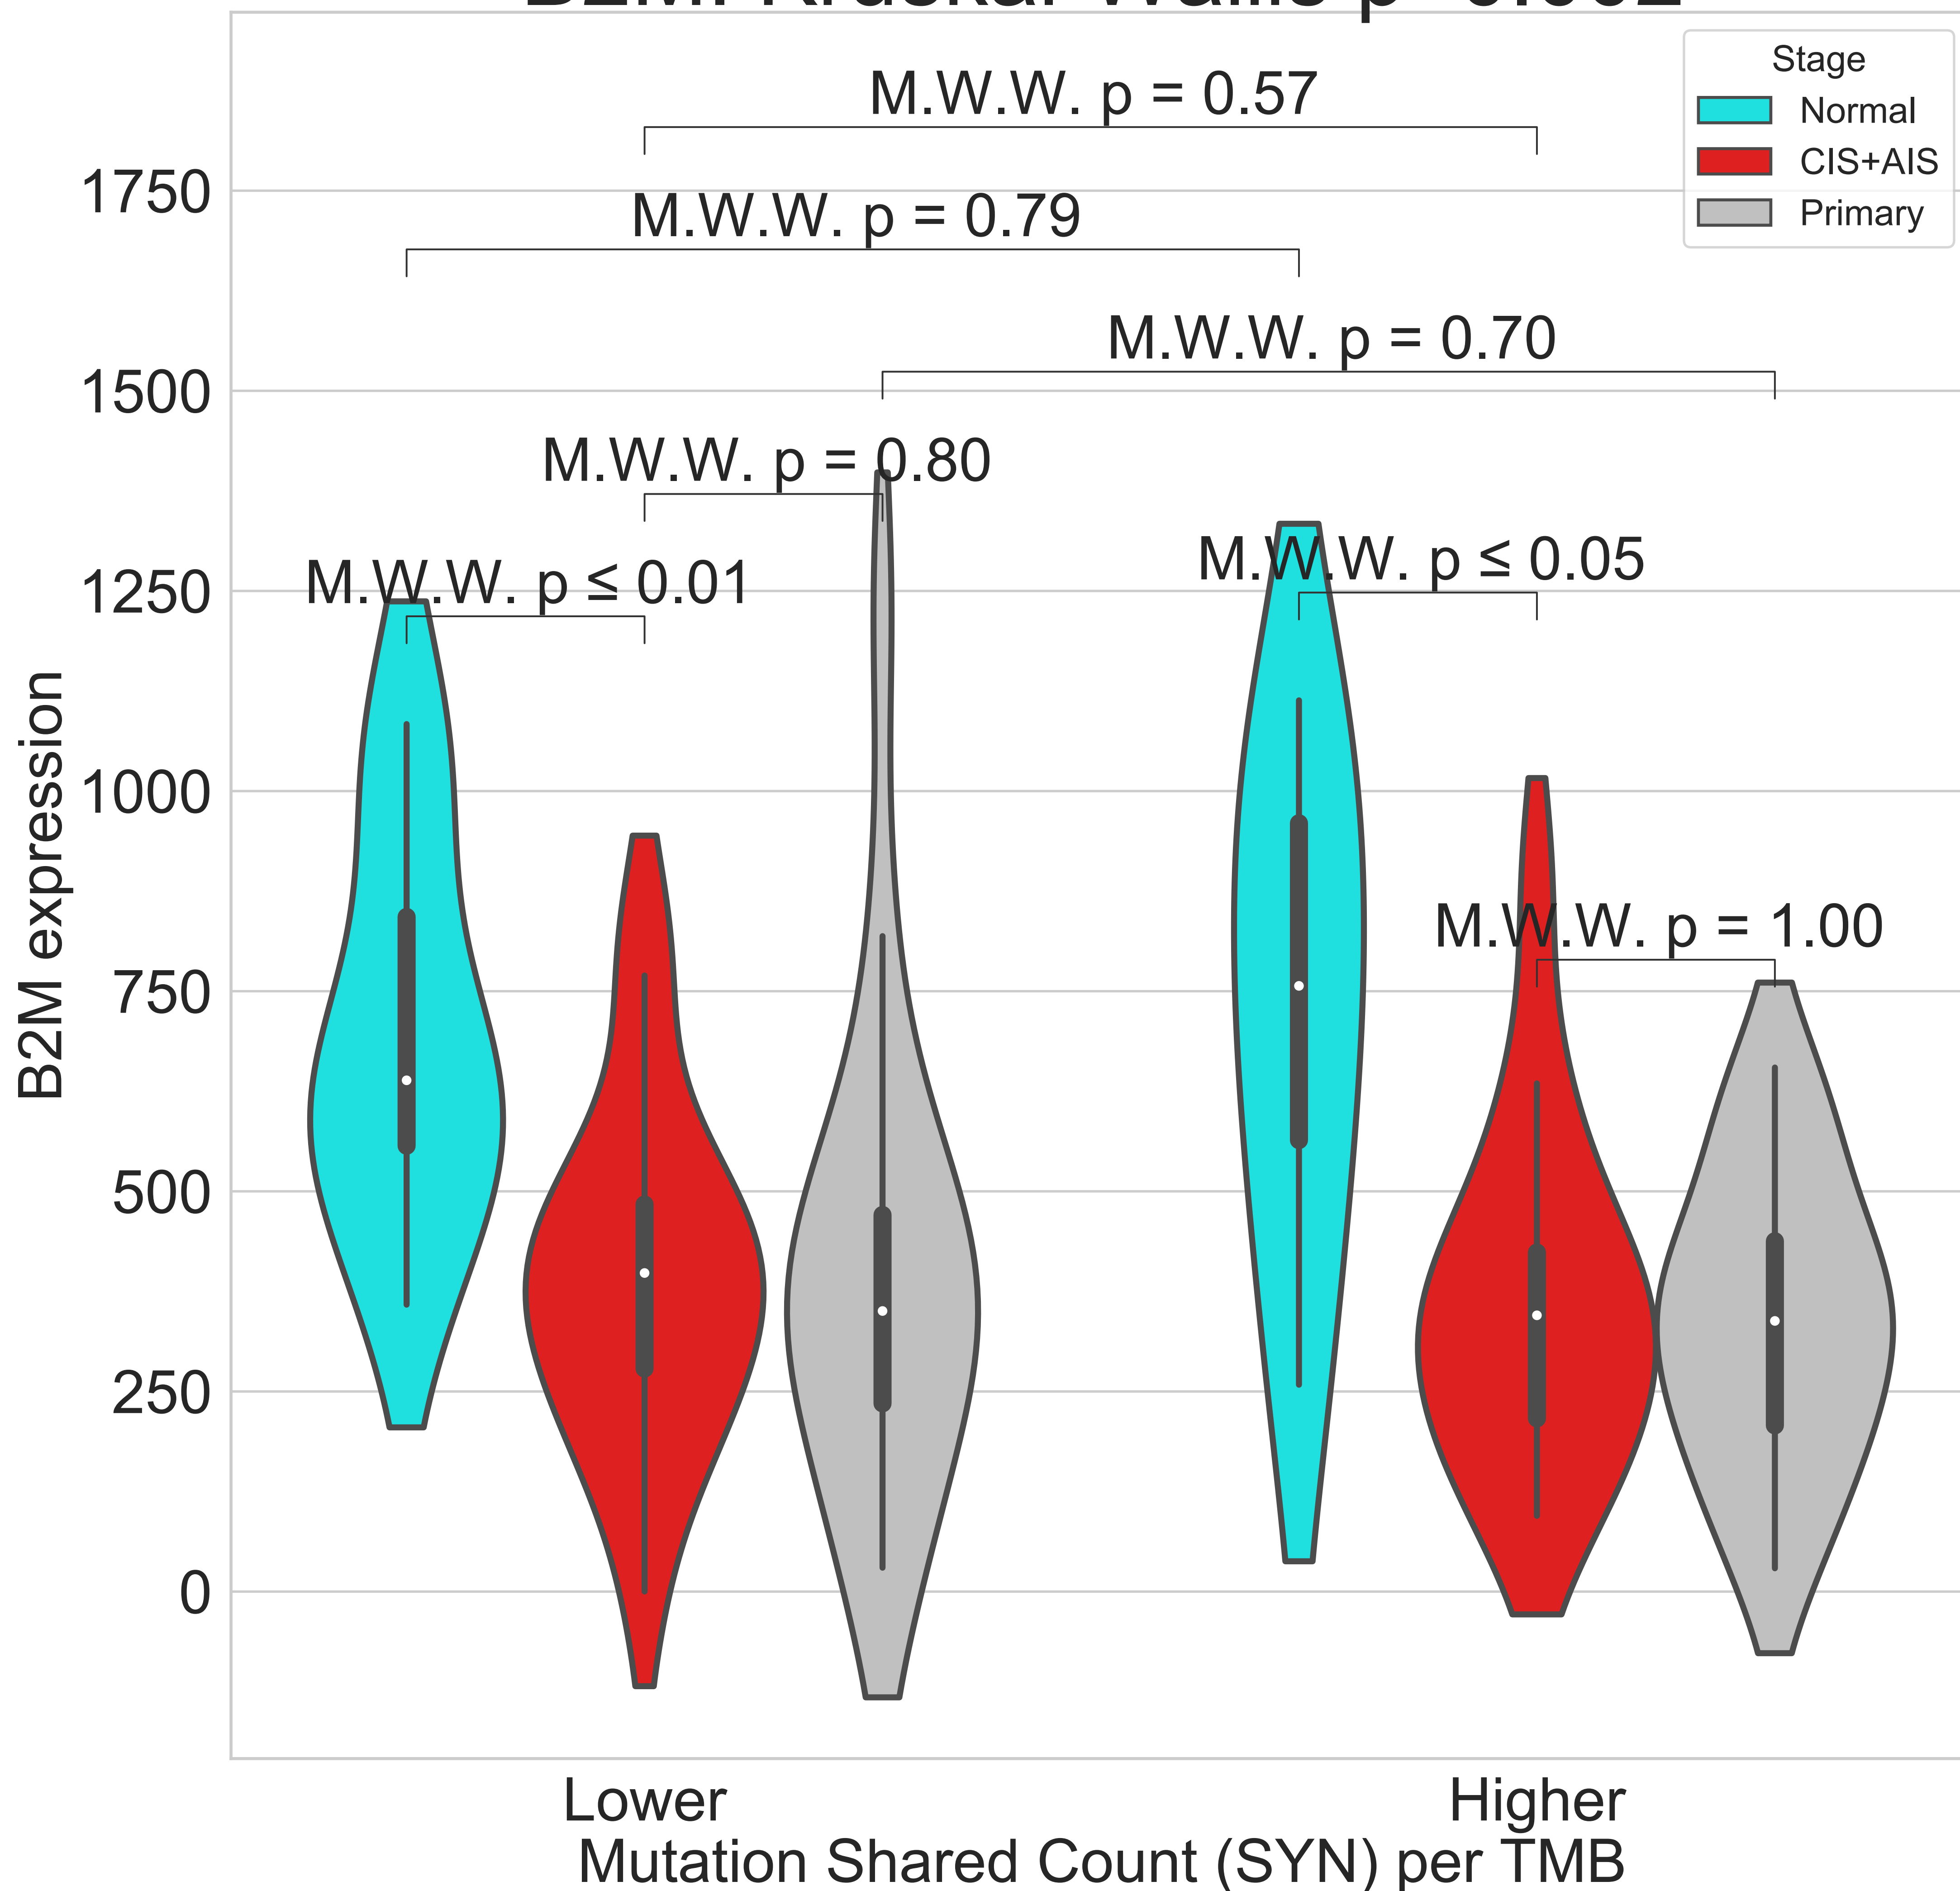 Stage
Normal
CIS+AIS
Primary
M.W.W. p = 0.57
M.W.W. p = 0.79
M.W.W. p = 0.70
M.W.W. p = 0.80
M.W.W. p ≤ 0.01
M.W.W. p ≤ 0.05
M.W.W. p = 1.00
1750
1500
1250
1000
750
500
250
0
B2M expression
Lower
Higher
Mutation Shared Count (SYN) per TMB